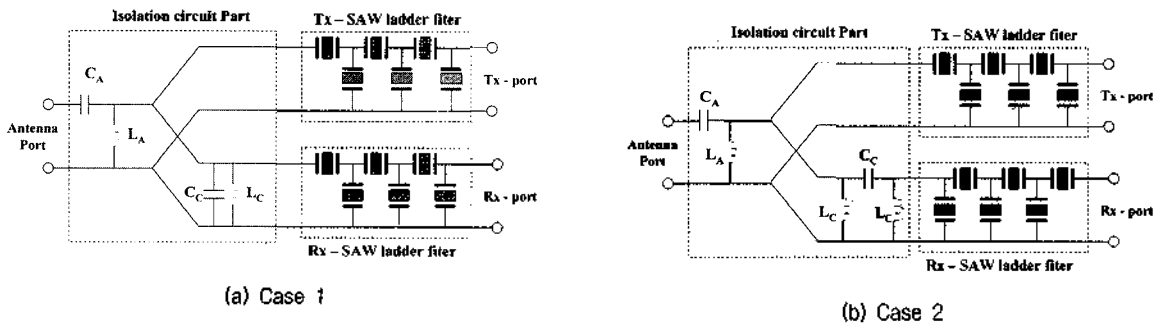 Isolation circuit Part
Tx – SAW ladder fiter
C_A
Tx - port
Antenna
Port
L_A
C_C
L_C
Rx - port
Rx – SAW ladder fiter
(a) Case 1
Isolation circuit Part
Tx – SAW ladder fiter
C_A
Tx - port
Antenna
Port
L_A
C_C
L_C
L_C
Rx - port
Rx – SAW ladder fiter
(b) Case 2